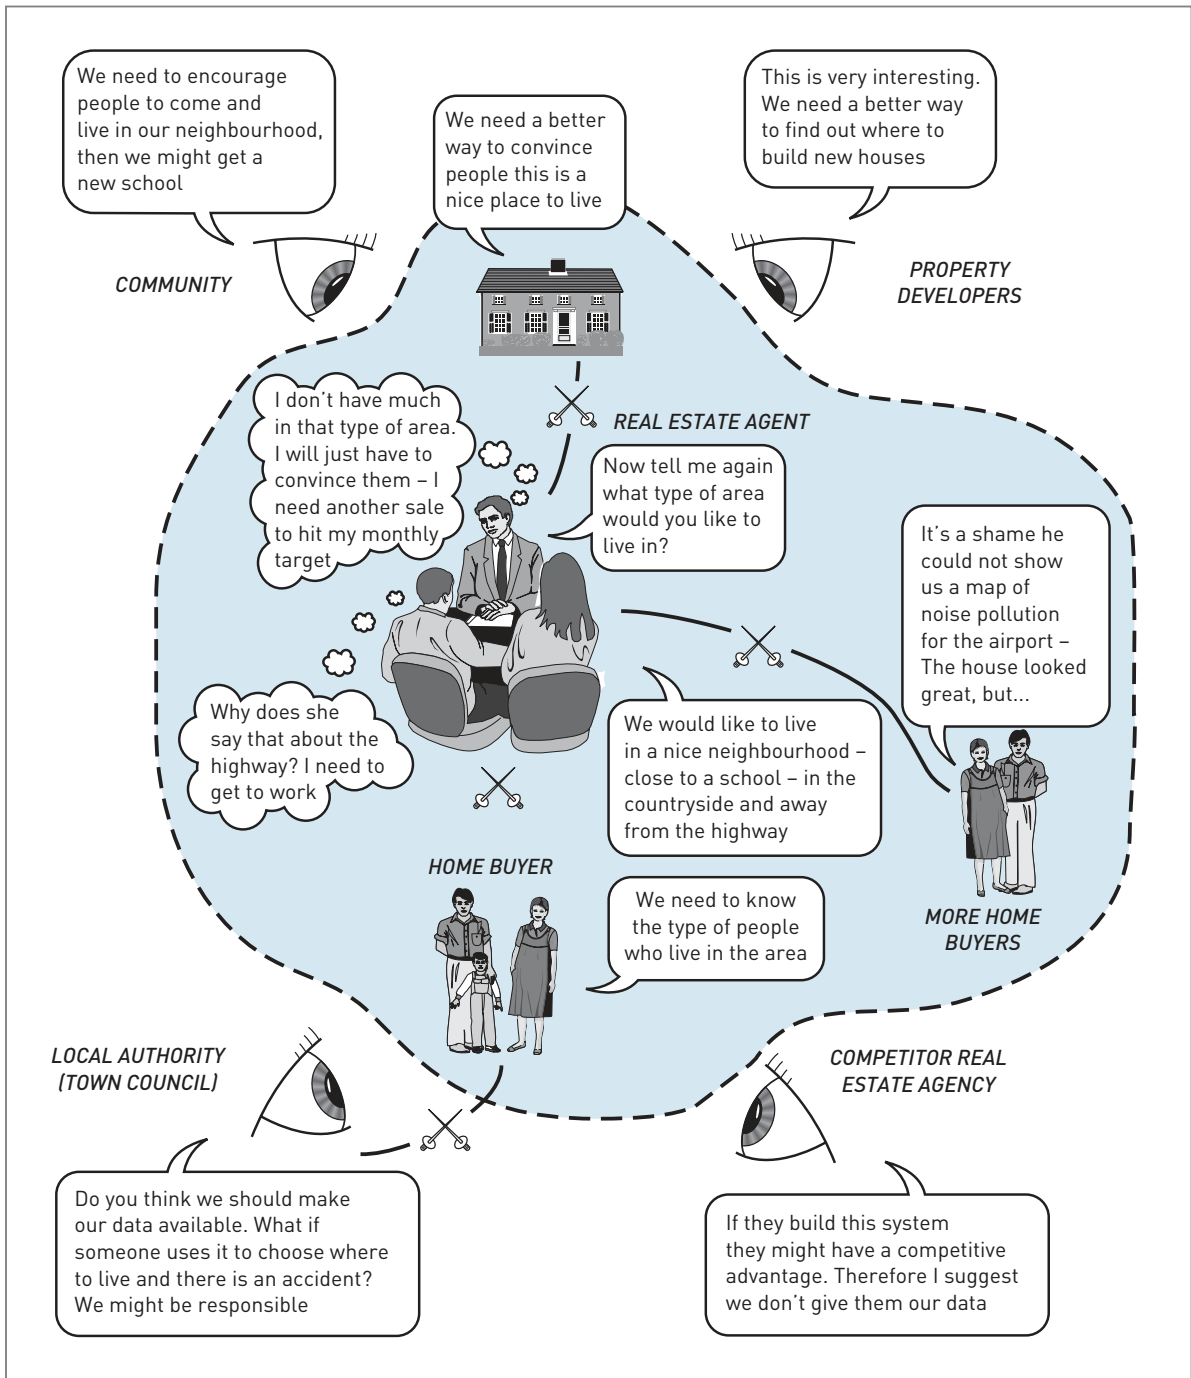 We need to encourage
people to come and
live in our neighbourhood,
then we might get a
new school
We need a better
way to convince
people this is a
nice place to live
This is very interesting.
We need a better way
to find out where to
build new houses
COMMUNITY
PROPERTY
DEVELOPERS
I don't have much
in that type of area.
I will just have to
convince them – I
need another sale
to hit my monthly
target
REAL ESTATE AGENT
Now tell me again
what type of area
would you like to
live in?
It's a shame he
could not show
us a map of
noise pollution
for the airport –
The house looked
great, but...
Why does she
say that about the
highway? I need to
get to work
We would like to live
in a nice neighbourhood –
close to a school – in the
countryside and away
from the highway
HOME BUYER
We need to know
the type of people
who live in the area
MORE HOME
BUYERS
LOCAL AUTHORITY
(TOWN COUNCIL)
COMPETITOR REAL
ESTATE AGENCY
Do you think we should make
our data available. What if
someone uses it to choose where
to live and there is an accident?
We might be responsible
If they build this system
they might have a competitive
advantage. Therefore I suggest
we don't give them our data